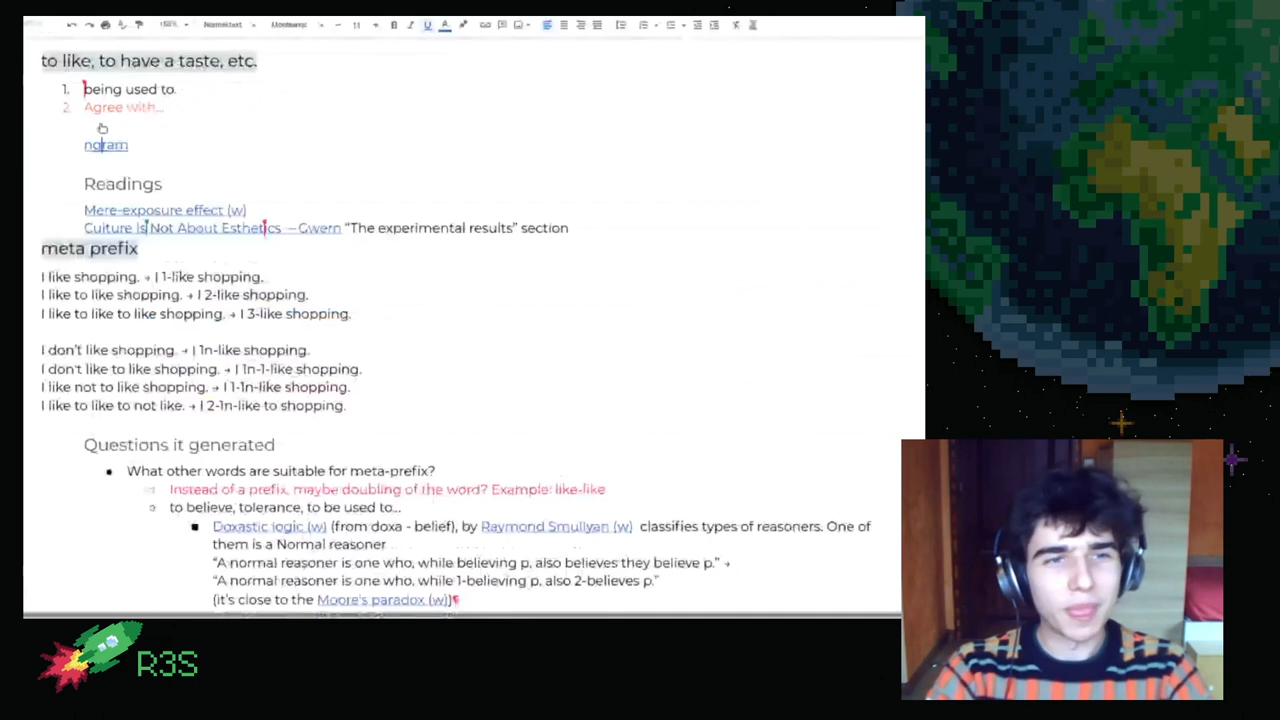 100%
Normaltext
Montserrat
11
to like, to have a taste, etc.
1. being used to.
2. Agree with...
ngram
Readings
Mere-exposure effect (w)
Culture Is Not About Esthetics – Gwern “The experimental results” section
meta prefix
I like shopping. → I 1-like shopping.
I like to like shopping. → I 2-like shopping.
I like to like to like shopping. → I 3-like shopping.
I don’t like shopping. → I 1n-like shopping.
I don't like to like shopping. → I 1n-1-like shopping.
I like not to like shopping. → I 1-1n-like shopping.
I like to like to not like. → I 2-1n-like to shopping.
Questions it generated
● What other words are suitable for meta-prefix?
○ Instead of a prefix, maybe doubling of the word? Example: like-like
○ to believe, tolerance, to be used to...
■ Doxastic logic (w) (from doxa - belief), by Raymond Smullyan (w) classifies types of reasoners. One of
them is a Normal reasoner
“A normal reasoner is one who, while believing p, also believes they believe p.” →
“A normal reasoner is one who, while 1-believing p, also 2-believes p.”
(it’s close to the Moore's paradox (w))
R3S